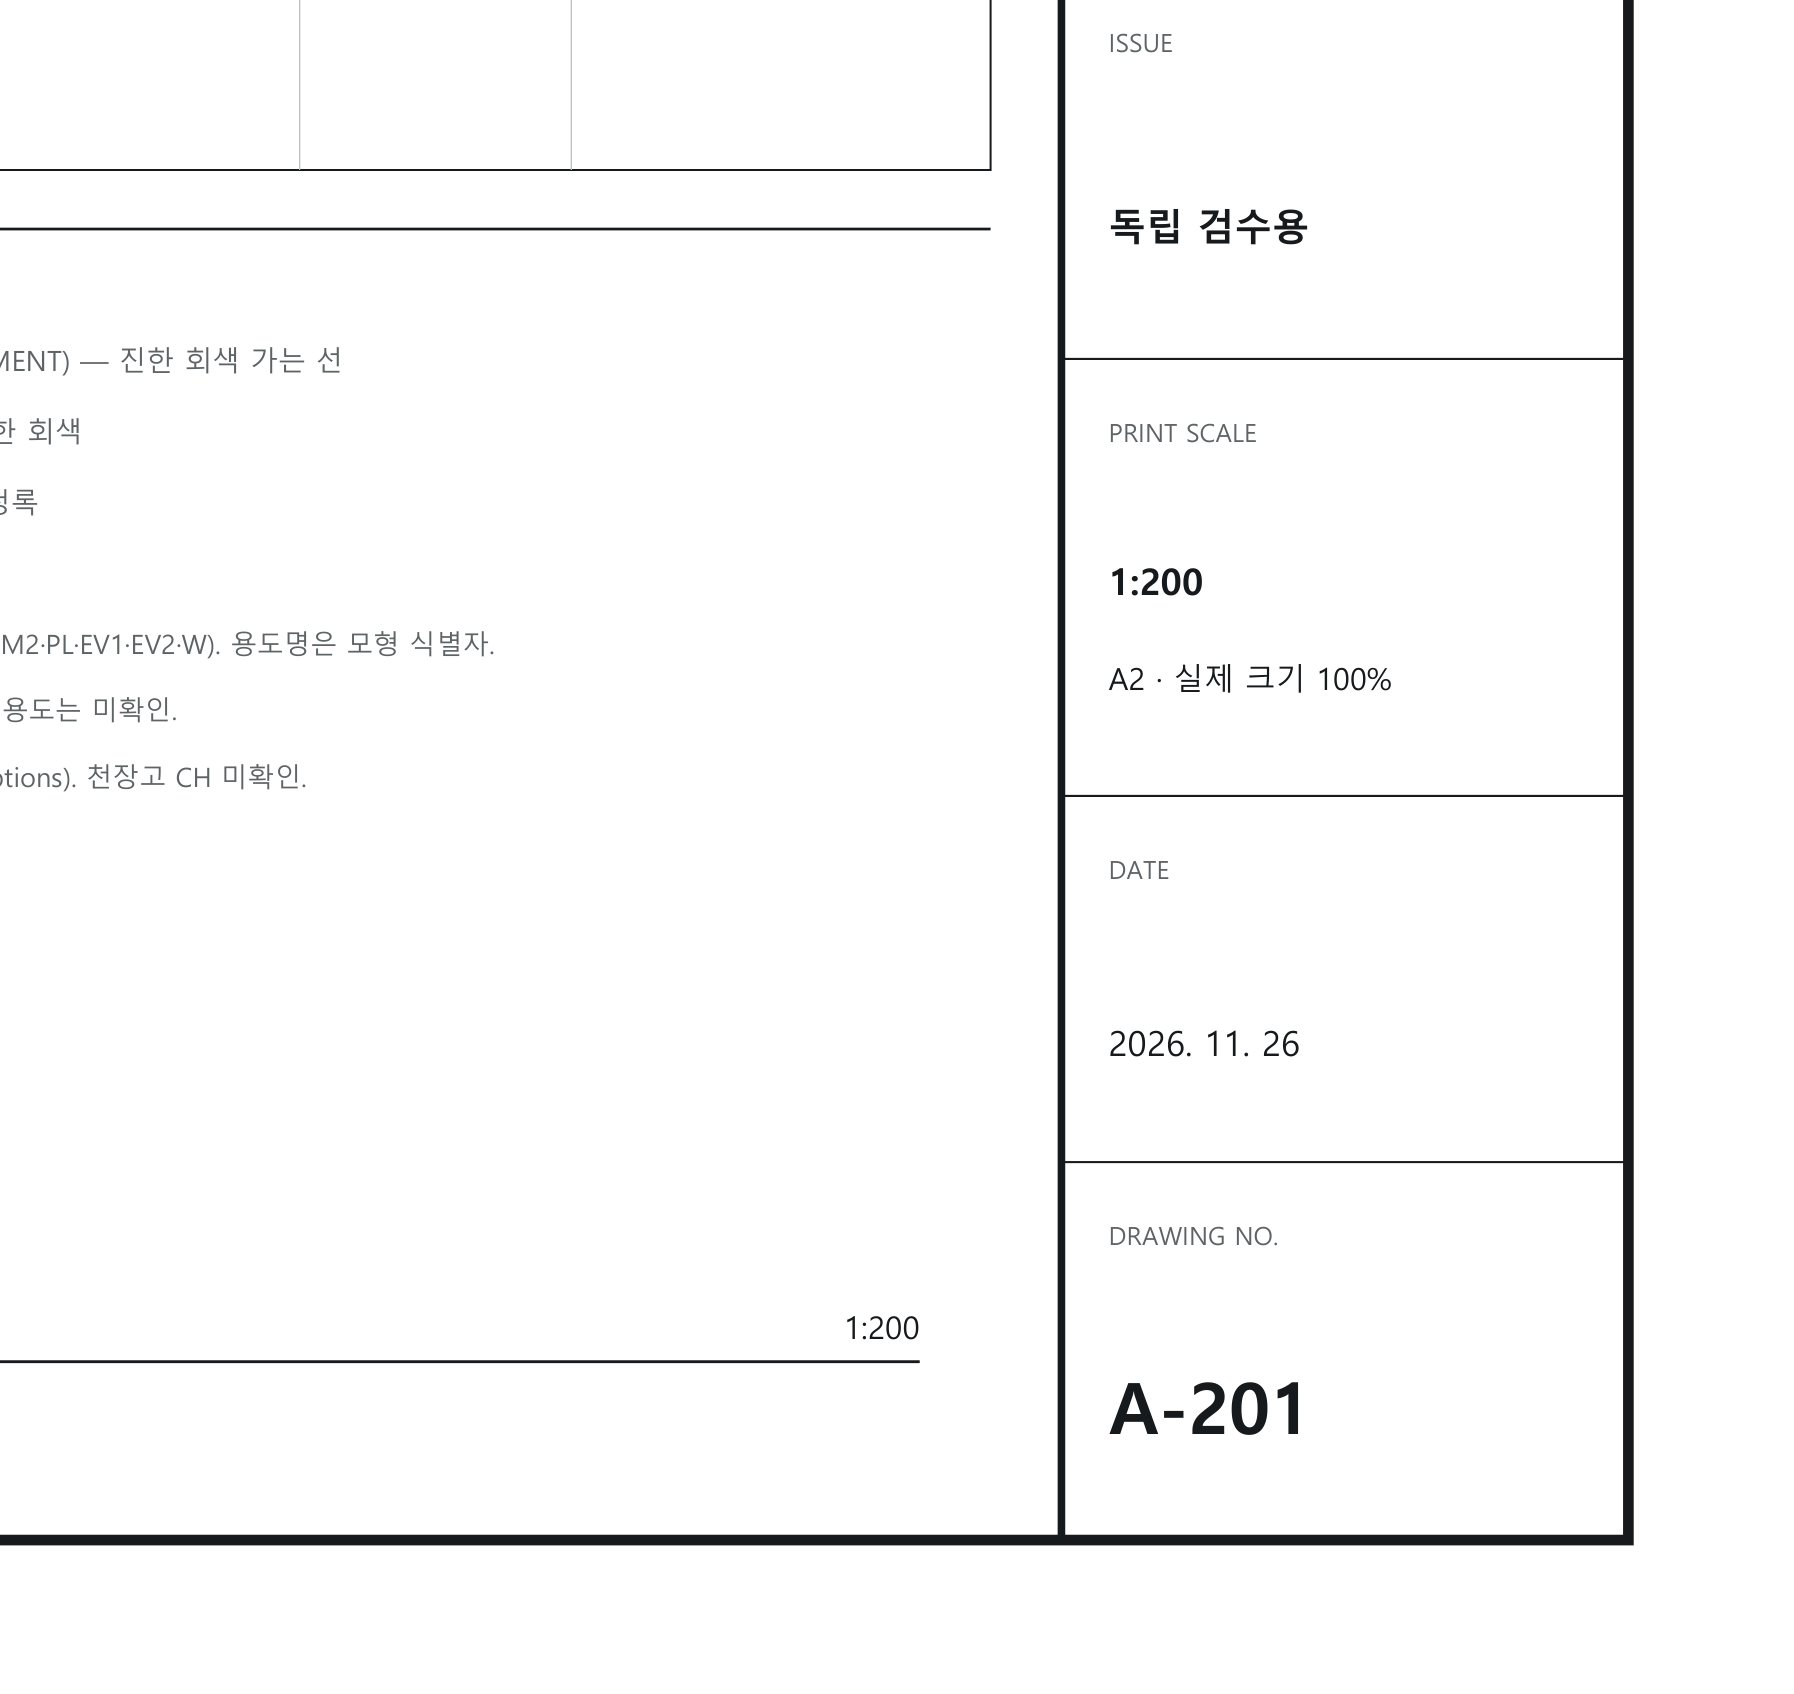 MENT) — 진한 회색 가는 선
한 회색
록
M2·PL·EV1·EV2·W). 용도명은 모형 식별자.
용도는 미확인.
tions). 천장고 CH 미확인.
1:200
ISSUE
독립 검수용
PRINT SCALE
1:200
A2 · 실제 크기 100%
DATE
2026. 11. 26
DRAWING NO.
A-201